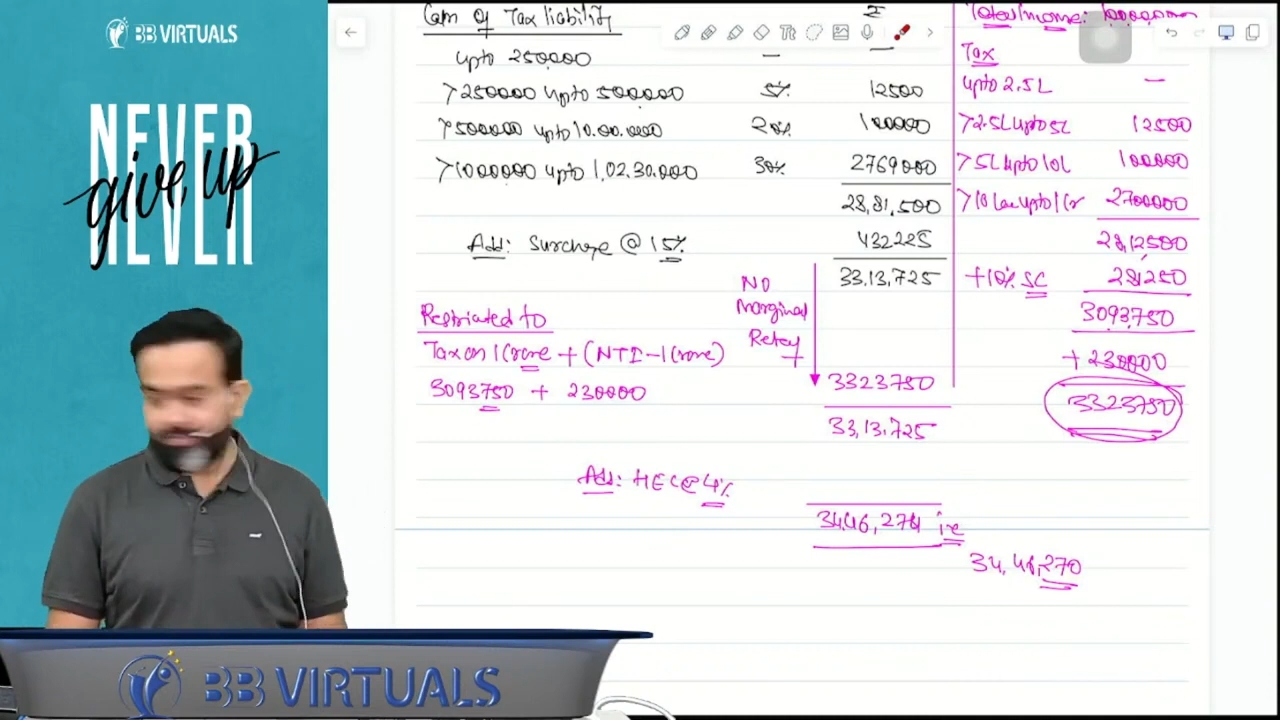 BB VIRTUALS
NEVER
give up
NEVER
BB VIRTUALS
Com of Tax liability ₹
upto 250000 —
>250000 upto 500000 5% 12500
>500000 upto 10.00.000 20% 100000
>1000000 upto 1,02,30,000 30% 2769000
28,81,500
Add: Surcharge @ 15% 432225
33,13,725
NO
Marginal
Relay
Restricted to
Tax on 1 Crore + (NTI-1 Crore)
3093750 + 230000
3323750
33,13,725
Add: HEC@4%
34,46,274 i.e
34,46,270
Total Income: 10000000
Tax
upto 2.5L —
>2.5L upto 5L 12500
>5L upto 10L 100000
>10 Lac upto 1 Cr 2700000
28,12500
+10% SC 281250
3093750
+ 230000
3323750